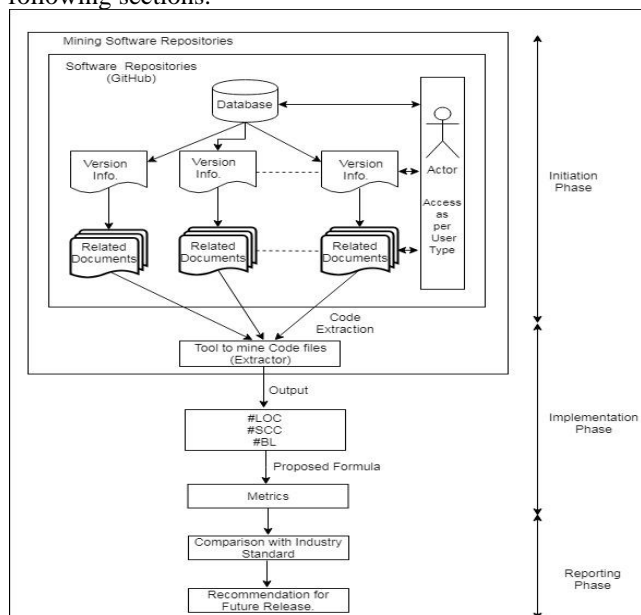 following sections.
Mining Software Repositories
Software Repositories
(GitHub)
Database
Version
Info.
Version
Info.
Version
Info.
Actor
Access
as
per
User
Type
Related
Documents
Related
Documents
Related
Documents
Initiation
Phase
Code
Extraction
Tool to mine Code files
(Extractor)
Output
#LOC
#SCC
#BL
Implementation
Phase
Proposed Formula
Metrics
Comparison with Industry
Standard
Reporting
Phase
Recommendation for
Future Release.